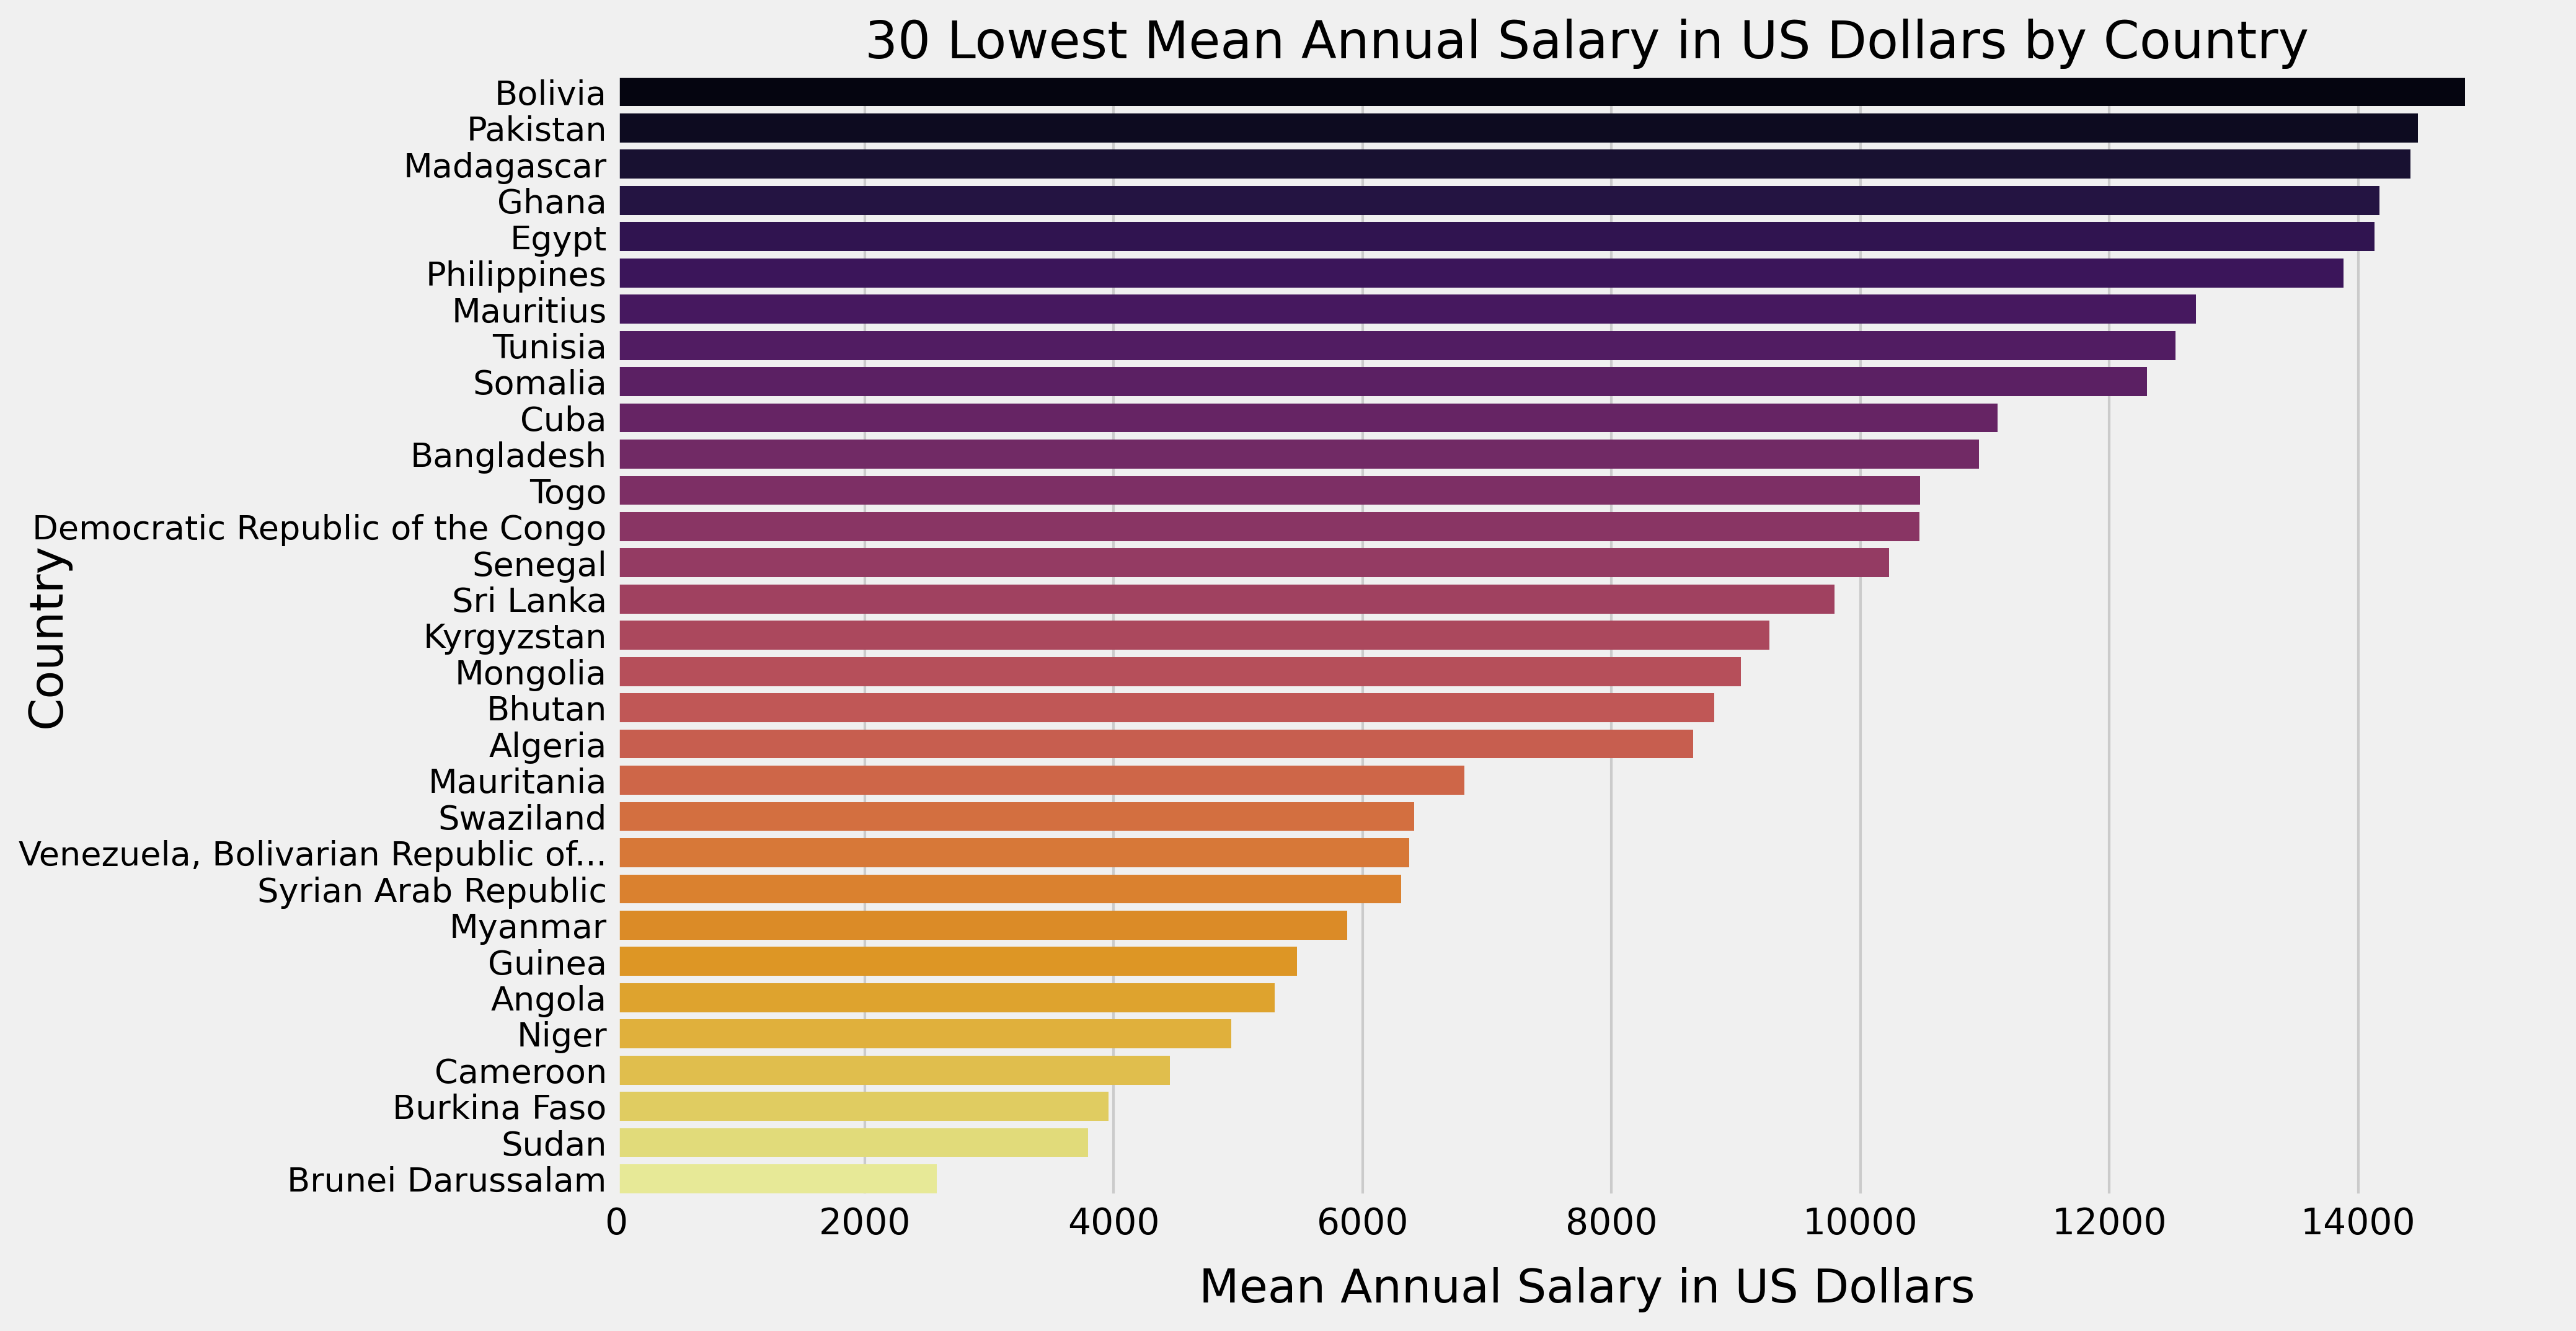 30 Lowest Mean Annual Salary in US Dollars by Country
Bolivia
Pakistan
Madagascar
Ghana
Egypt
Philippines
Mauritius
Tunisia
Somalia
Cuba
Bangladesh
Togo
Democratic Republic of the Congo
Senegal
Sri Lanka
Kyrgyzstan
Mongolia
Bhutan
Algeria
Mauritania
Swaziland
Venezuela, Bolivarian Republic of...
Syrian Arab Republic
Myanmar
Guinea
Angola
Niger
Cameroon
Burkina Faso
Sudan
Brunei Darussalam
Country
0 2000 4000 6000 8000 10000 12000 14000
Mean Annual Salary in US Dollars